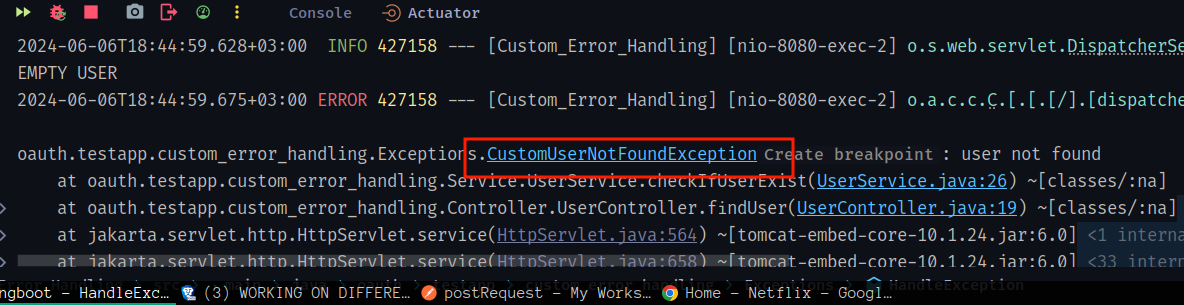 Console Actuator
2024-06-06T18:44:59.628+03:00 INFO 427158 --- [Custom_Error_Handling] [nio-8080-exec-2] o.s.web.servlet.DispatcherSe
EMPTY USER
2024-06-06T18:44:59.675+03:00 ERROR 427158 --- [Custom_Error_Handling] [nio-8080-exec-2] o.a.c.c.C.[.[.[/].[dispatche
oauth.testapp.custom_error_handling.Exceptions.CustomUserNotFoundException Create breakpoint : user not found
at oauth.testapp.custom_error_handling.Service.UserService.checkIfUserExist(UserService.java:26) ~[classes/:na]
at oauth.testapp.custom_error_handling.Controller.UserController.findUser(UserController.java:19) ~[classes/:na]
at jakarta.servlet.http.HttpServlet.service(HttpServlet.java:564) ~[tomcat-embed-core-10.1.24.jar:6.0] <1 interna
at jakarta.servlet.http.HttpServlet.service(HttpServlet.java:658) ~[tomcat-embed-core-10.1.24.jar:6.0] <33 intern
ngboot – HandleExc... (3) WORKING ON DIFFERE... postRequest – My Works... Home – Netflix – Googl... HandleException